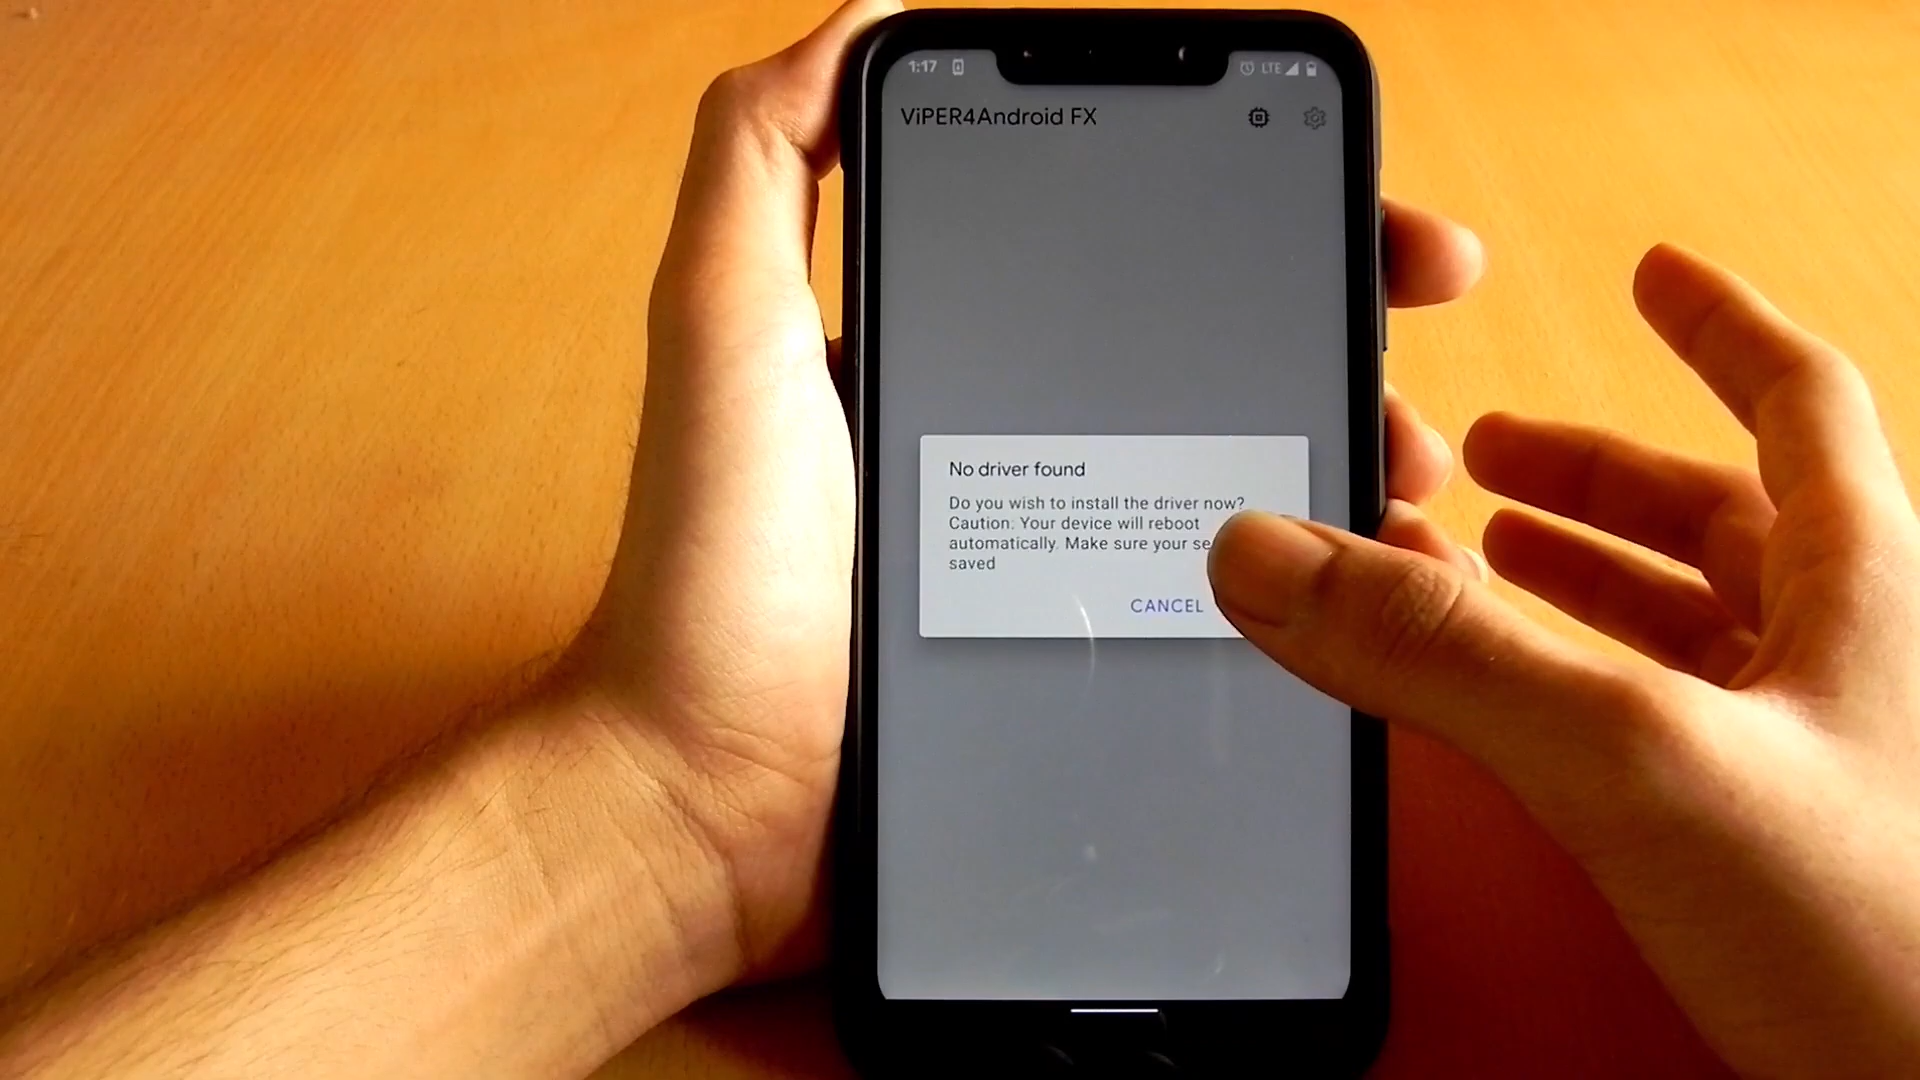 1:17 LTE
ViPER4Android FX
No driver found
Do you wish to install the driver now?
Caution: Your device will reboot
automatically. Make sure your
saved
CANCEL